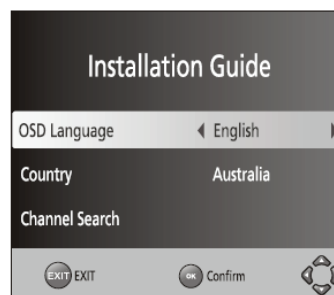 Installation Guide
OSD Language English
Country Australia
Channel Search
EXIT EXIT OK Confirm